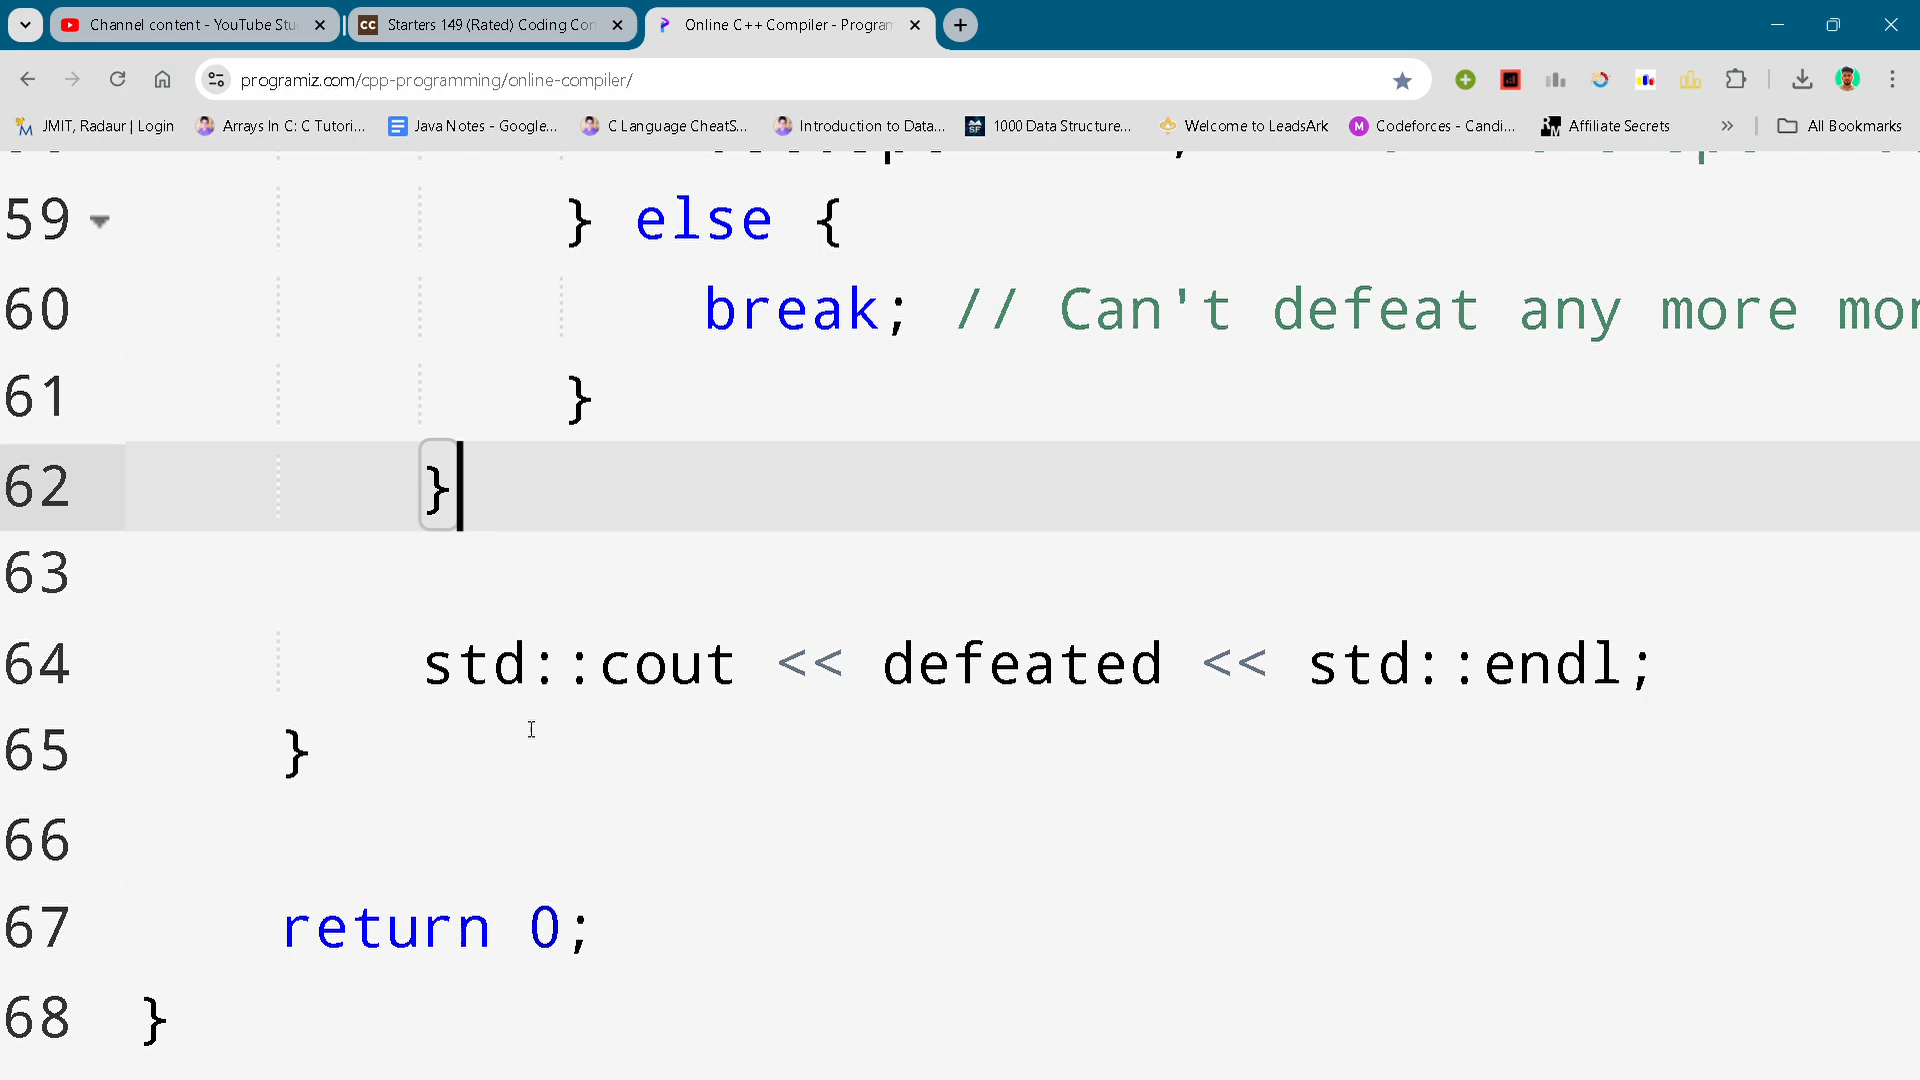 Channel content - YouTube Stu
Starters 149 (Rated) Coding Con
Online C++ Compiler - Program
programiz.com/cpp-programming/online-compiler/
JMIT, Radaur | Login
Arrays In C: C Tutori...
Java Notes - Google...
C Language CheatS...
Introduction to Data...
1000 Data Structure...
Welcome to LeadsArk
Codeforces - Candi...
Affiliate Secrets
»
All Bookmarks
59 } else {
60 break; // Can't defeat any more mon
61 }
62 }
63
64 std::cout << defeated << std::endl;
65 }
66
67 return 0;
68 }